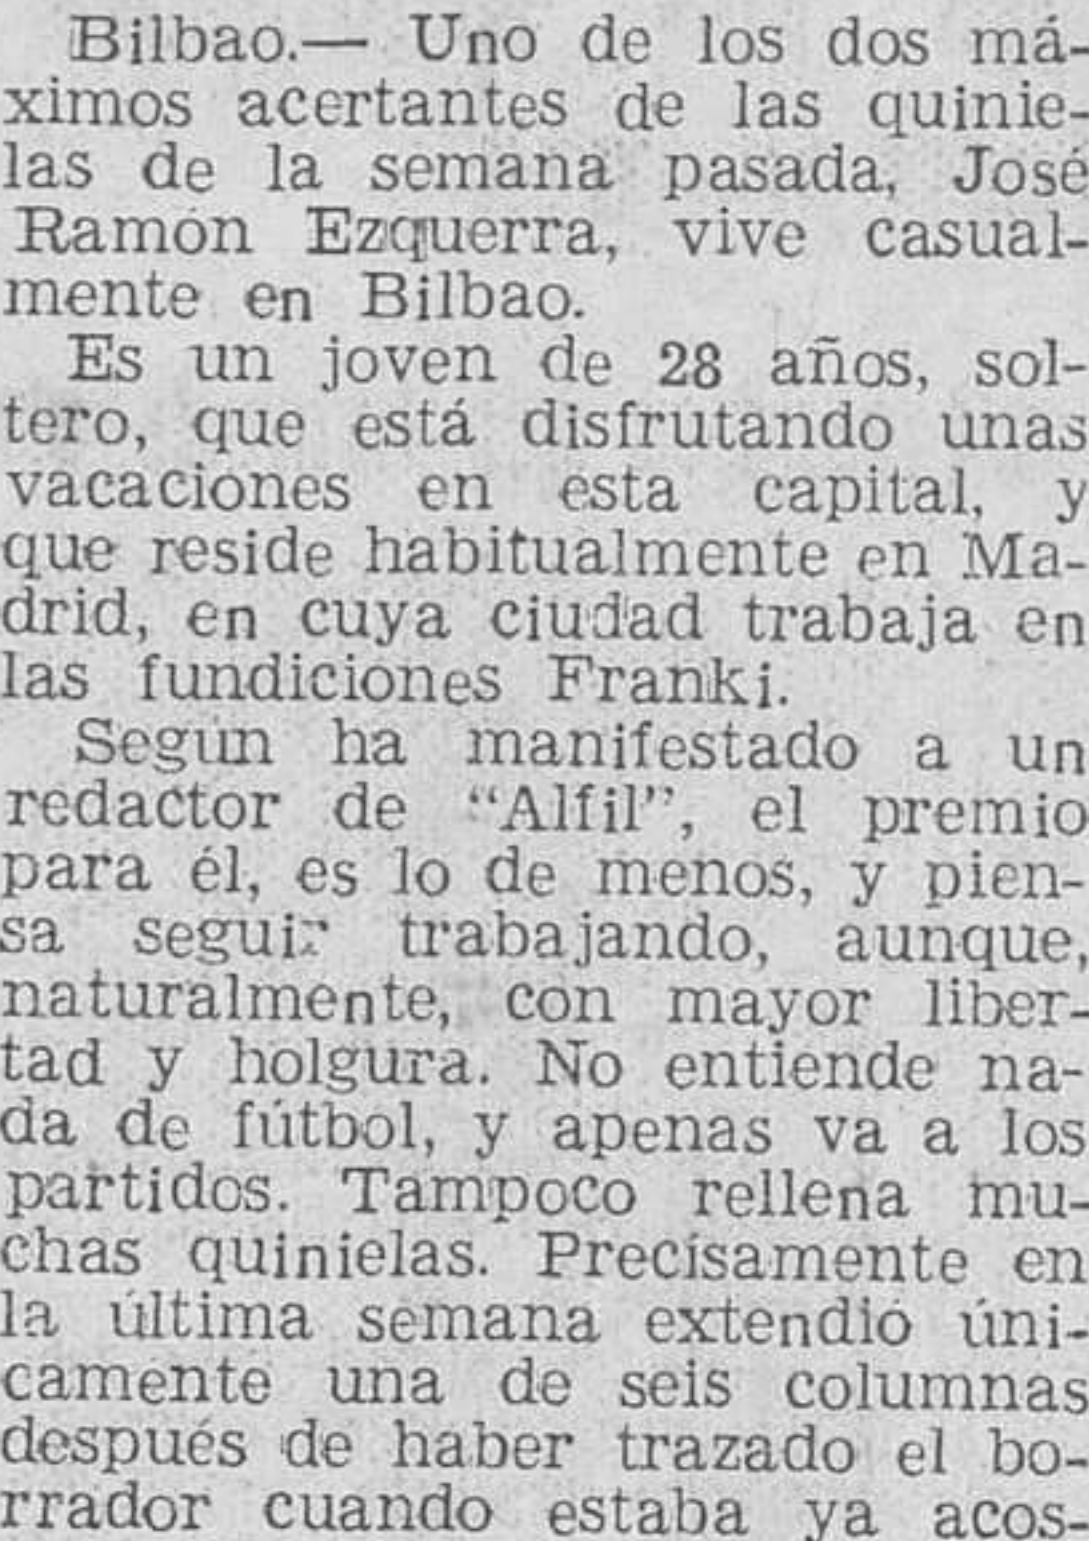 Bilbao.— Uno de los dos má-
ximos acertantes de las quinie-
las de la semana pasada, José
Ramón Ezquerra, vive casual-
mente en Bilbao.
Es un joven de 28 años, sol-
tero, que está disfrutando unas
vacaciones en esta capital, y
que reside habitualmente en Ma-
drid, en cuya ciudad trabaja en
las fundiciones Franki.
Según ha manifestado a un
redactor de “Alfil”, el premio
para él, es lo de menos, y pien-
sa seguir trabajando, aunque,
naturalmente, con mayor liber-
tad y holgura. No entiende na-
da de fútbol, y apenas va a los
partidos. Tampoco rellena mu-
chas quinielas. Precisamente en
la última semana extendió úni-
camente una de seis columnas
después de haber trazado el bo-
rrador cuando estaba ya acos-